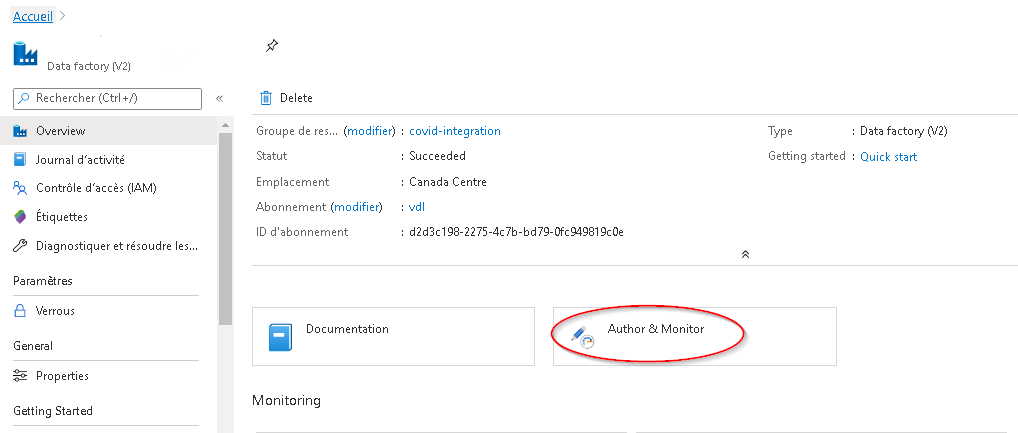 Accueil >
Data factory (V2)
Rechercher (Ctrl+/)
«
Overview
Journal d'activité
Contrôle d'accès (IAM)
Étiquettes
Diagnostiquer et résoudre les...
Paramètres
Verrous
General
Properties
Getting Started
Delete
Groupe de res... (modifier) : covid-integration
Statut : Succeeded
Emplacement : Canada Centre
Abonnement (modifier) : vdl
ID d'abonnement : d2d3c198-2275-4c7b-bd79-0fc949819c0e
Type : Data factory (V2)
Getting started : Quick start
Documentation
Author & Monitor
Monitoring